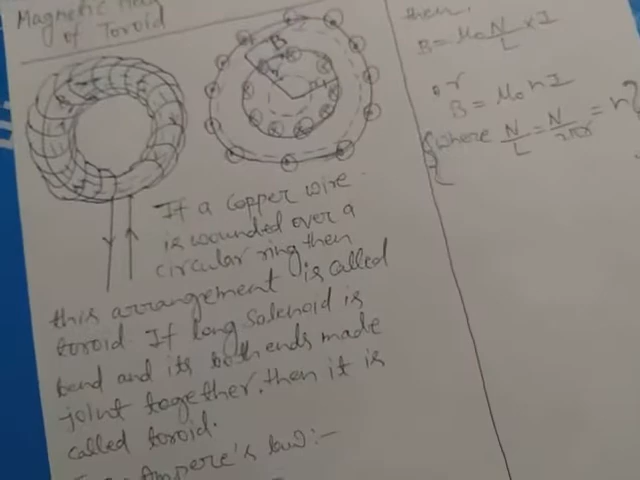 Magnetic
of Toroid
B
If a copper wire
is wounded over a
circular ring then
this arrangement is called
toroid If long Solenoid is
bend and its both ends made
joint together, then it is
called toroid.
Ampere's law:-
then,
B = μ₀ N/L × I
or
B = μ₀ n I
{where N/L = N/2πr = n}